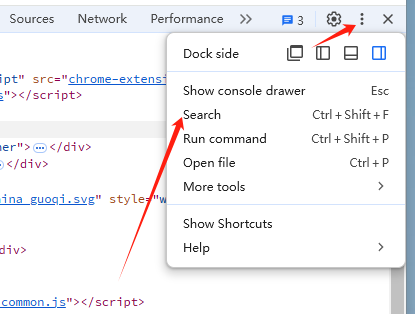 Sources Network Performance >> 3
Dock side
ipt" src="chrome-extens
s"></script>
Show console drawer Esc
Search Ctrl + Shift + F
Run command Ctrl + Shift + P
ner"> … </div>
… </div>
Open file Ctrl + P
More tools
hina_guoqi.svg" style="w
Show Shortcuts
div>
Help
common.js"></script>